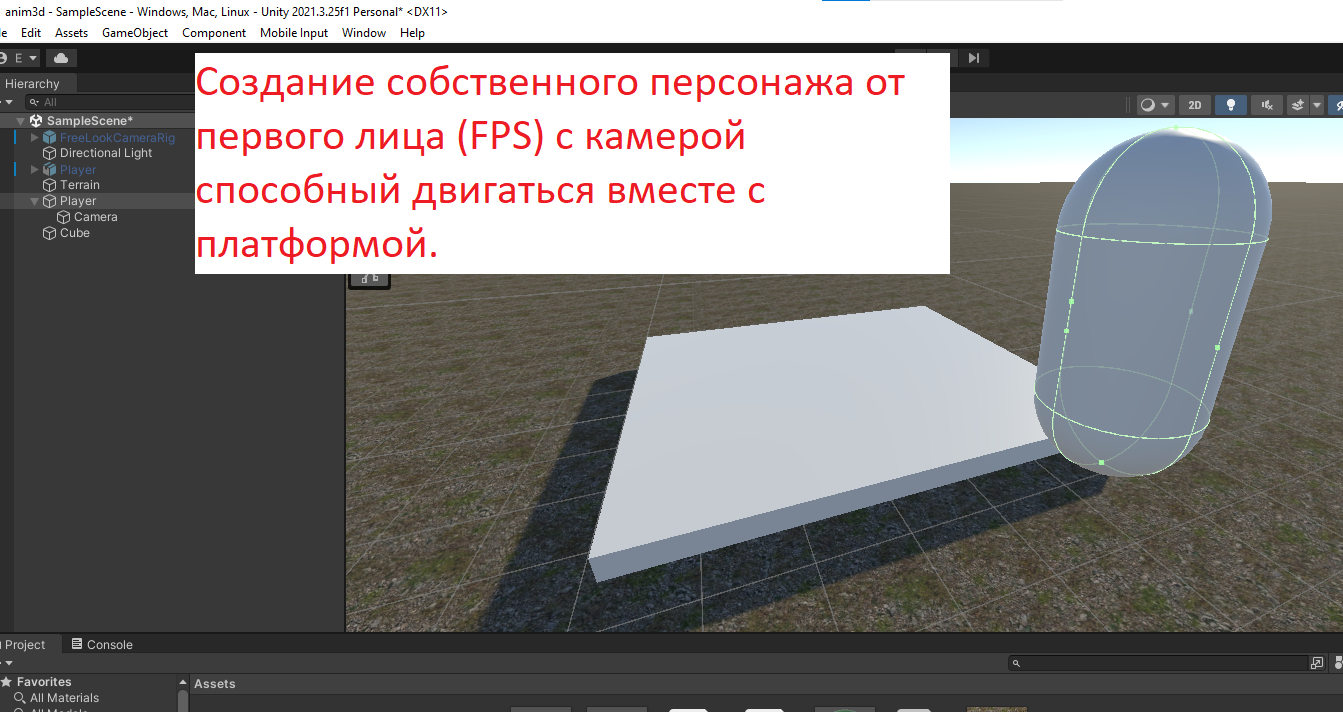 anim3d - SampleScene - Windows, Mac, Linux - Unity 2021.3.25f1 Personal* <DX11>
Edit Assets GameObject Component Mobile Input Window Help
E
Hierarchy
All
2D
SampleScene*
FreeLookCameraRig
Directional Light
Player
Terrain
Player
Camera
Cube
Создание собственного персонажа от
первого лица (FPS) с камерой
способный двигаться вместе с
платформой.
Project Console
Favorites
Assets
All Materials